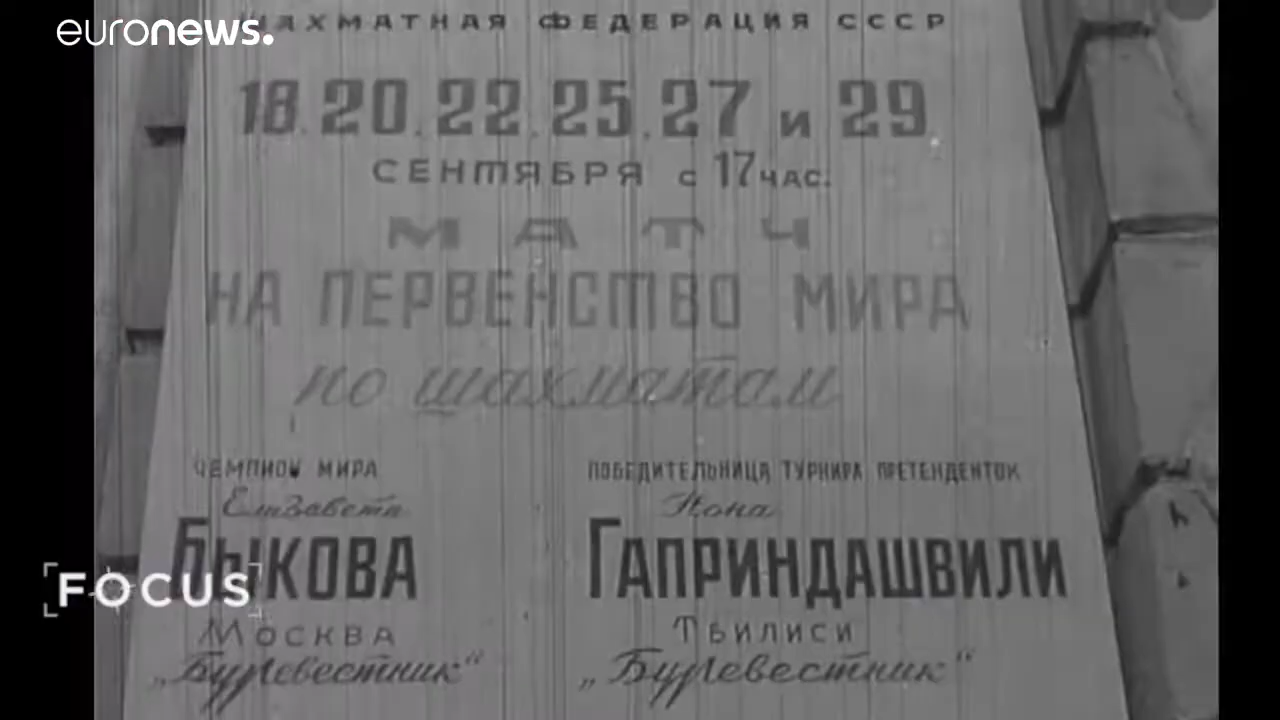 euronews.
ШАХМАТНАЯ ФЕДЕРАЦИЯ СССР
18. 20. 22. 25. 27 и 29
СЕНТЯБРЯ с 17 ЧАС.
МАТЧ
НА ПЕРВЕНСТВО МИРА
по шахматам
ЧЕМПИОН МИРА
Елизавета
БЫКОВА
МОСКВА
„Буревестник“
ПОБЕДИТЕЛЬНИЦА ТУРНИРА ПРЕТЕНДЕНТОК
Нона
ГАПРИНДАШВИЛИ
ТБИЛИСИ
„Буревестник“
FOCUS